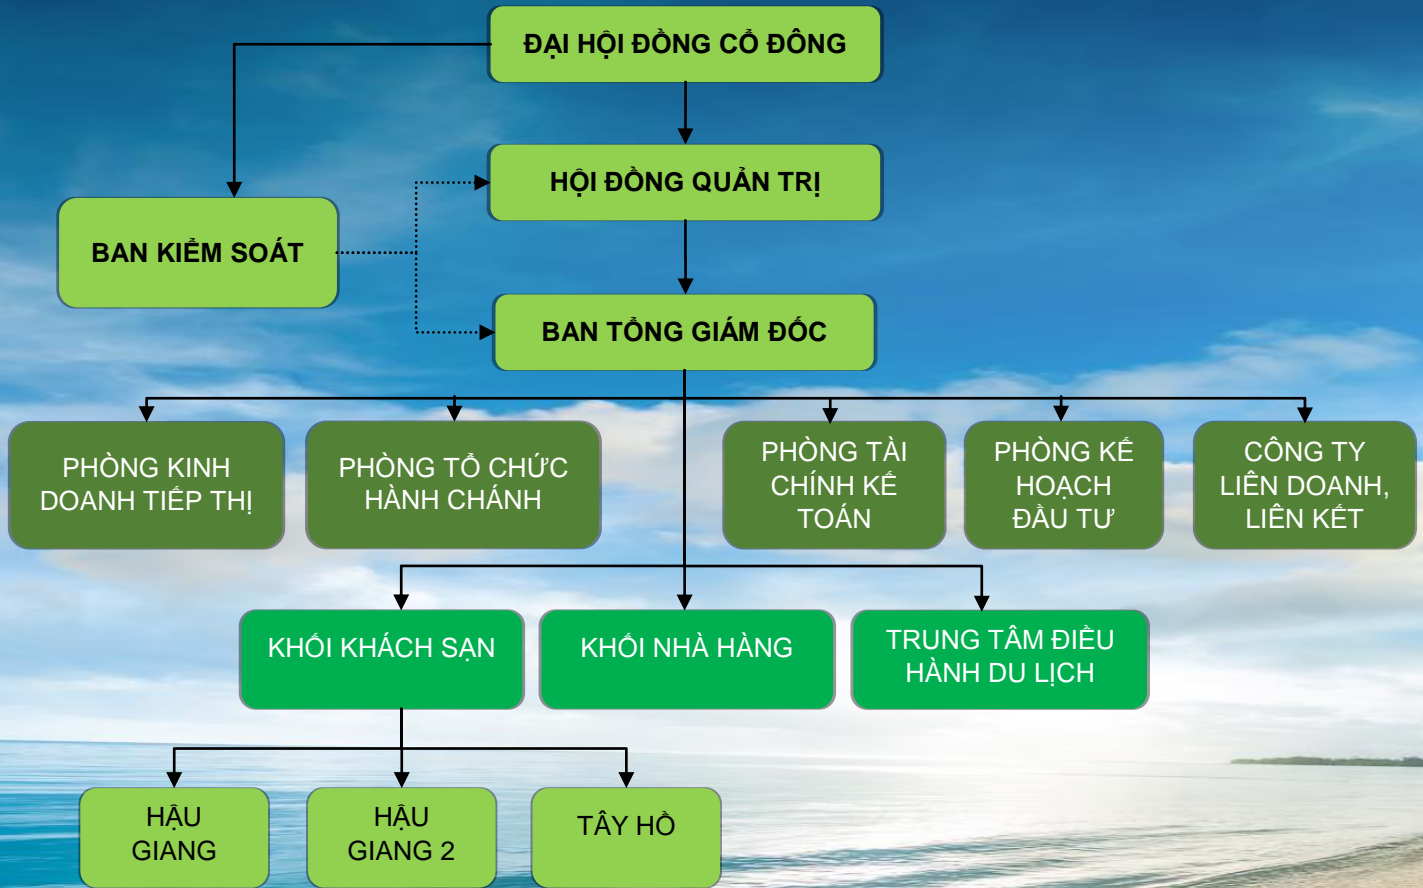 ĐẠI HỘI ĐỒNG CỔ ĐÔNG
HỘI ĐỒNG QUẢN TRỊ
BAN KIỂM SOÁT
BAN TỔNG GIÁM ĐỐC
PHÒNG KINH
DOANH TIẾP THỊ
PHÒNG TỔ CHỨC
HÀNH CHÁNH
PHÒNG TÀI
CHÍNH KẾ
TOÁN
PHÒNG KẾ
HOẠCH
ĐẦU TƯ
CÔNG TY
LIÊN DOANH,
LIÊN KẾT
KHỐI KHÁCH SẠN
KHỐI NHÀ HÀNG
TRUNG TÂM ĐIỀU
HÀNH DU LỊCH
HẬU
GIANG
HẬU
GIANG 2
TÂY HỒ